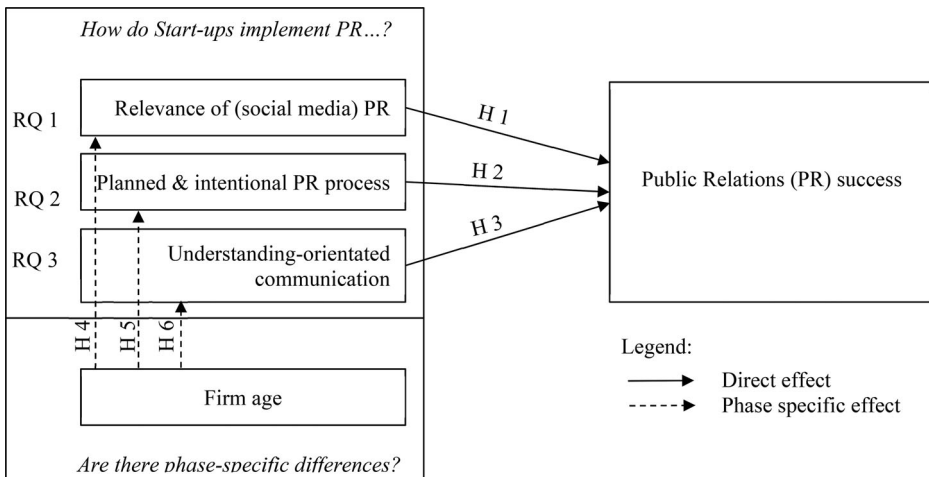 How do Start-ups implement PR...?
RQ 1
Relevance of (social media) PR
H 1
RQ 2
Planned & intentional PR process
H 2
Public Relations (PR) success
RQ 3
Understanding-orientated
communication
H 3
H 4
H 5
H 6
Firm age
Are there phase-specific differences?
Legend:
Direct effect
Phase specific effect